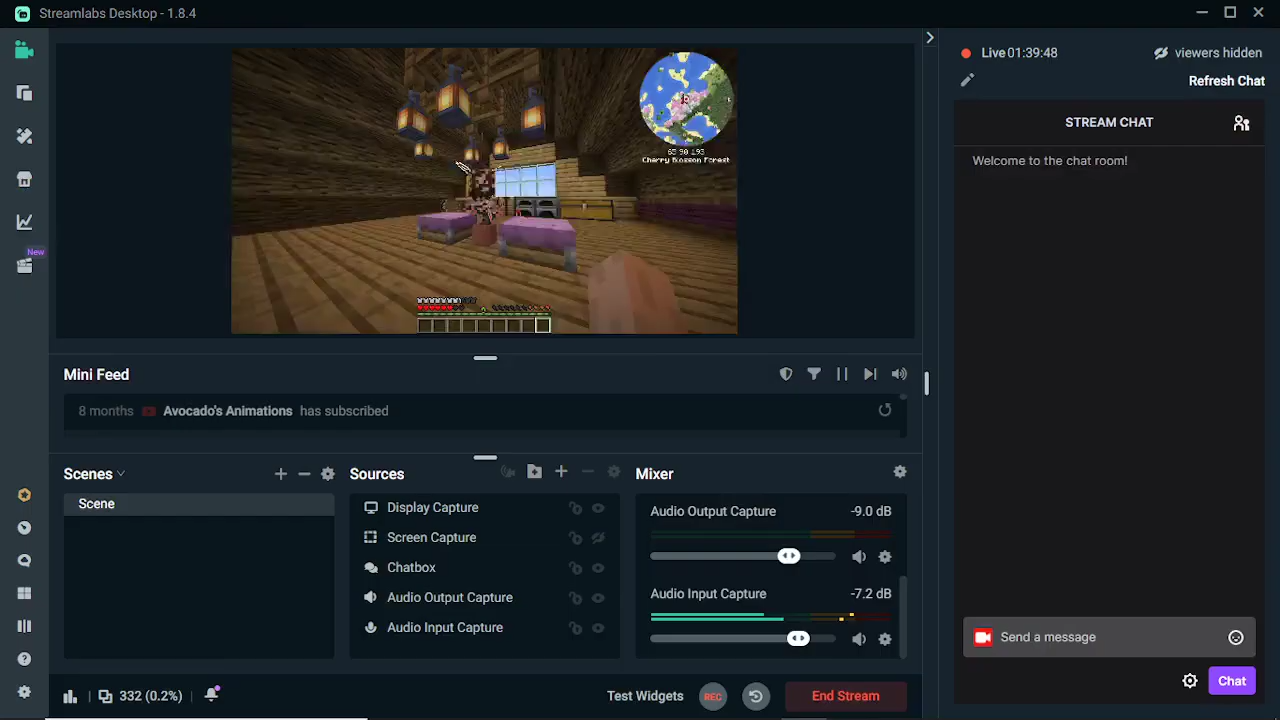 Streamlabs Desktop - 1.8.4
Live 01:39:48
viewers hidden
Refresh Chat
STREAM CHAT
Welcome to the chat room!
65 90 193
Cherry Blossom Forest
New
Mini Feed
8 months Avocado's Animations has subscribed
Scenes
Sources
Mixer
Scene
Display Capture
Screen Capture
Chatbox
Audio Output Capture
Audio Input Capture
Audio Output Capture -9.0 dB
Audio Input Capture -7.2 dB
Send a message
Chat
332 (0.2%)
Test Widgets
REC
End Stream